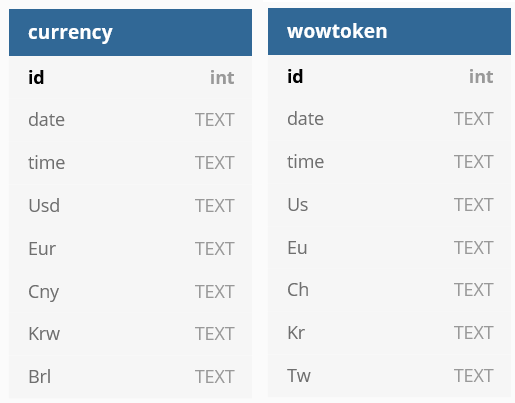 currency
id int
date TEXT
time TEXT
Usd TEXT
Eur TEXT
Cny TEXT
Krw TEXT
Brl TEXT
wowtoken
id int
date TEXT
time TEXT
Us TEXT
Eu TEXT
Ch TEXT
Kr TEXT
Tw TEXT